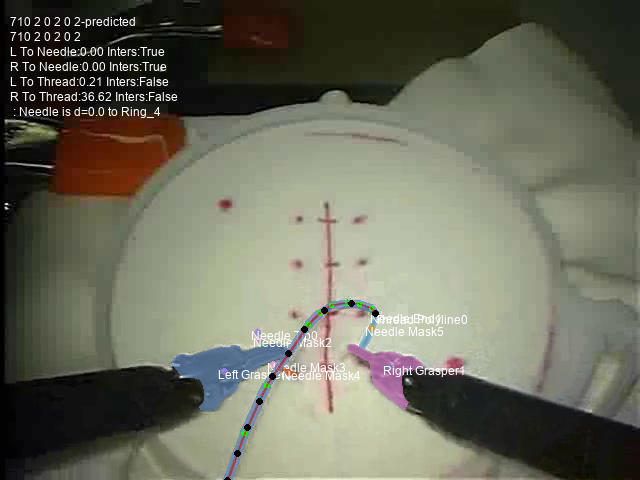 710 2 0 2 0 2-predicted
710 2 0 2 0 2
L To Needle:0.00 Inters:True
R To Needle:0.00 Inters:True
L To Thread:0.21 Inters:False
R To Thread:36.62 Inters:False
: Needle is d=0.0 to Ring_4
Polyline0
Needle Mask5
Needle Mask2
Needle Mask3
Left Grasper
Needle Mask4
Right Grasper4